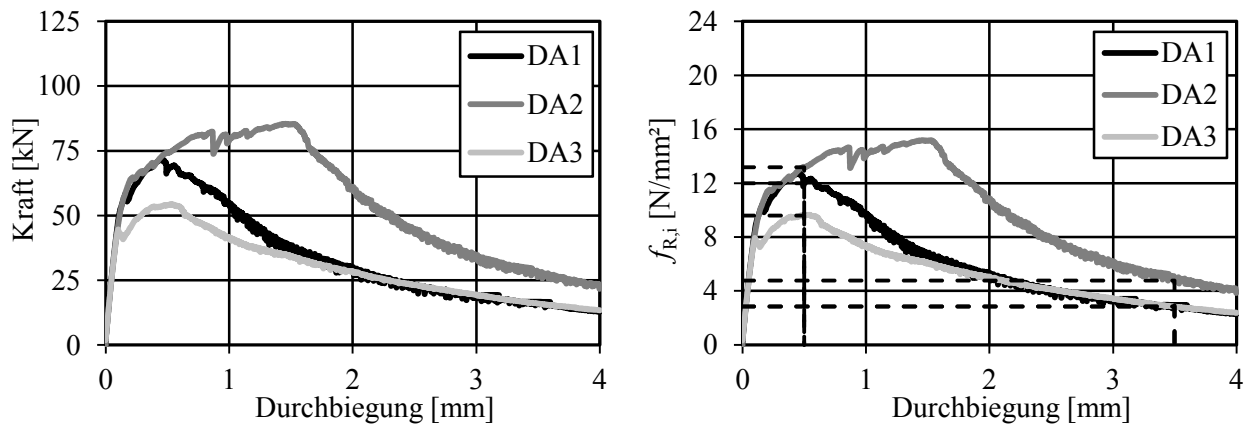 125
100
75
50
25
0
Kraft [kN]
DA1
DA2
DA3
0 1 2 3 4
Durchbiegung [mm]
24
20
16
12
8
4
0
f_R,i [N/mm²]
DA1
DA2
DA3
0 1 2 3 4
Durchbiegung [mm]